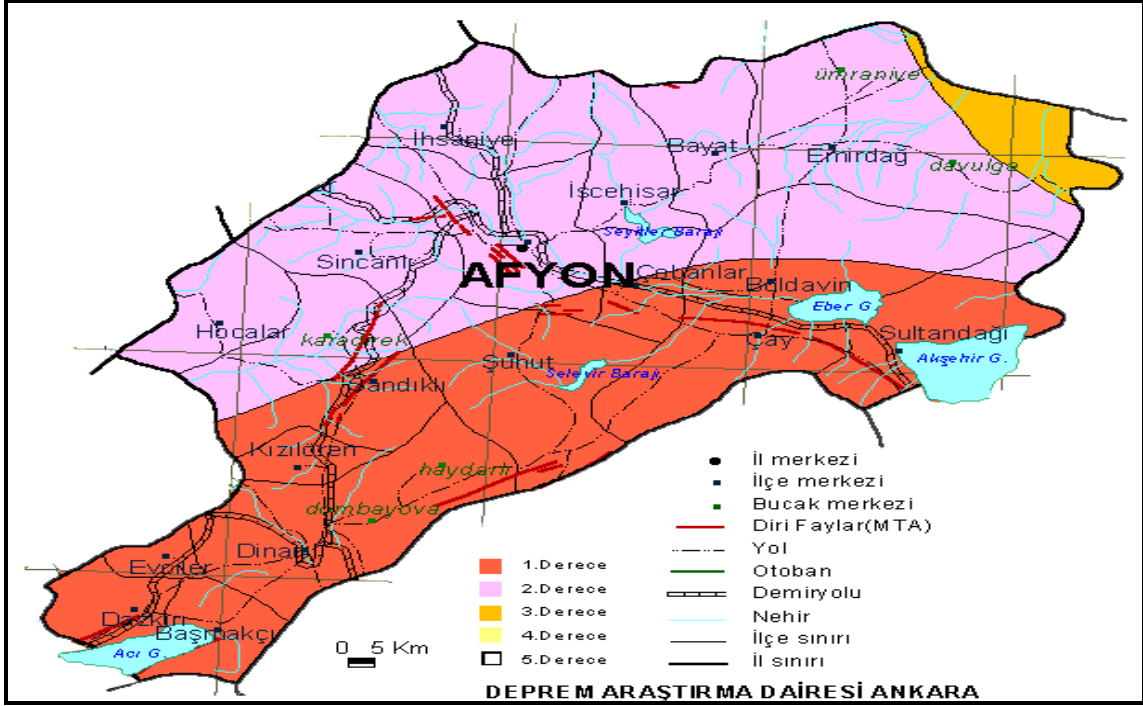 ümraniye
İhsaniye
Bayat
Emirdağ
davulga
İscehisar
Seyitler Barajı
Sincanlı
AFYON
Çobanlar
Bolvadin
Eber G
Hocalar
karadirek
Şuhut
Çay
Sultandağı
Akşehir G.
Selevir Barajı
Sandıklı
Kızılören
haydarlı
dombayova
Dinar
Evciler
Dazkırı
Başmakçı
Acı G.
İl merkezi
İlçe merkezi
Bucak merkezi
Diri Faylar(MTA)
Yol
Otoban
Demiryolu
Nehir
İlçe sınırı
İl sınırı
1.Derece
2.Derece
3.Derece
4.Derece
5.Derece
0 5 Km
DEPREM ARAŞTIRMA DAİRESİ ANKARA